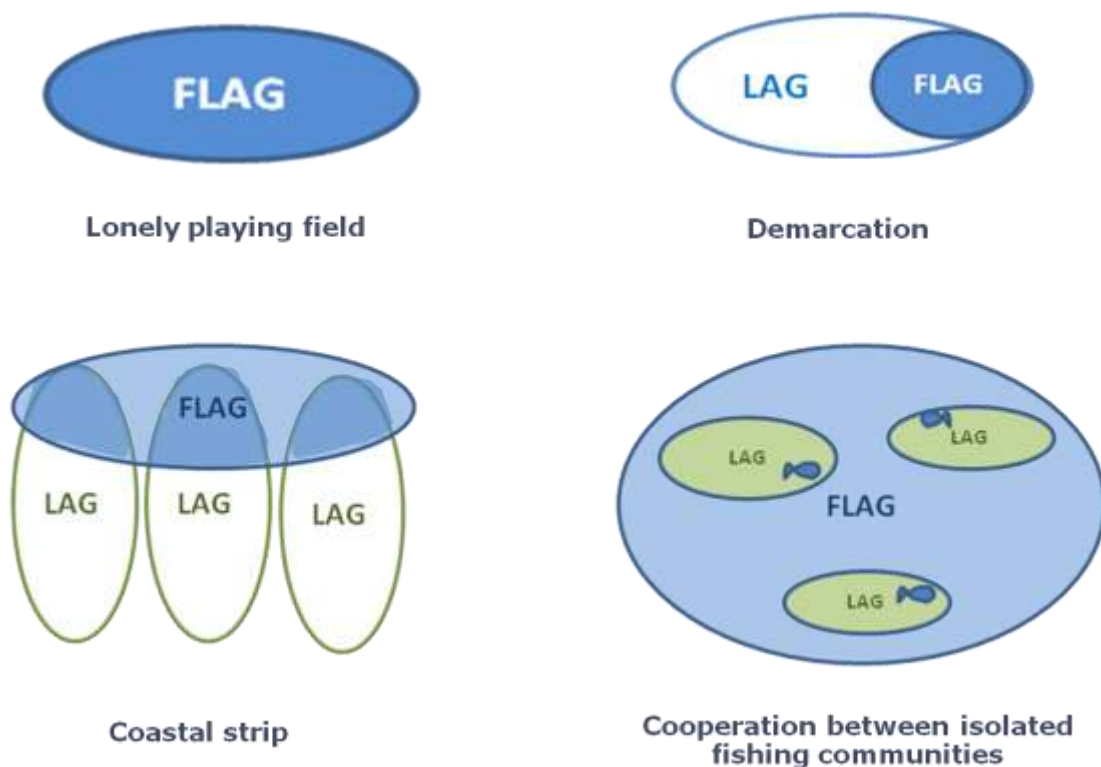 FLAG
Lonely playing field
LAG
FLAG
Demarcation
FLAG
LAG
LAG
LAG
Coastal strip
LAG
LAG
FLAG
LAG
Cooperation between isolated
fishing communities